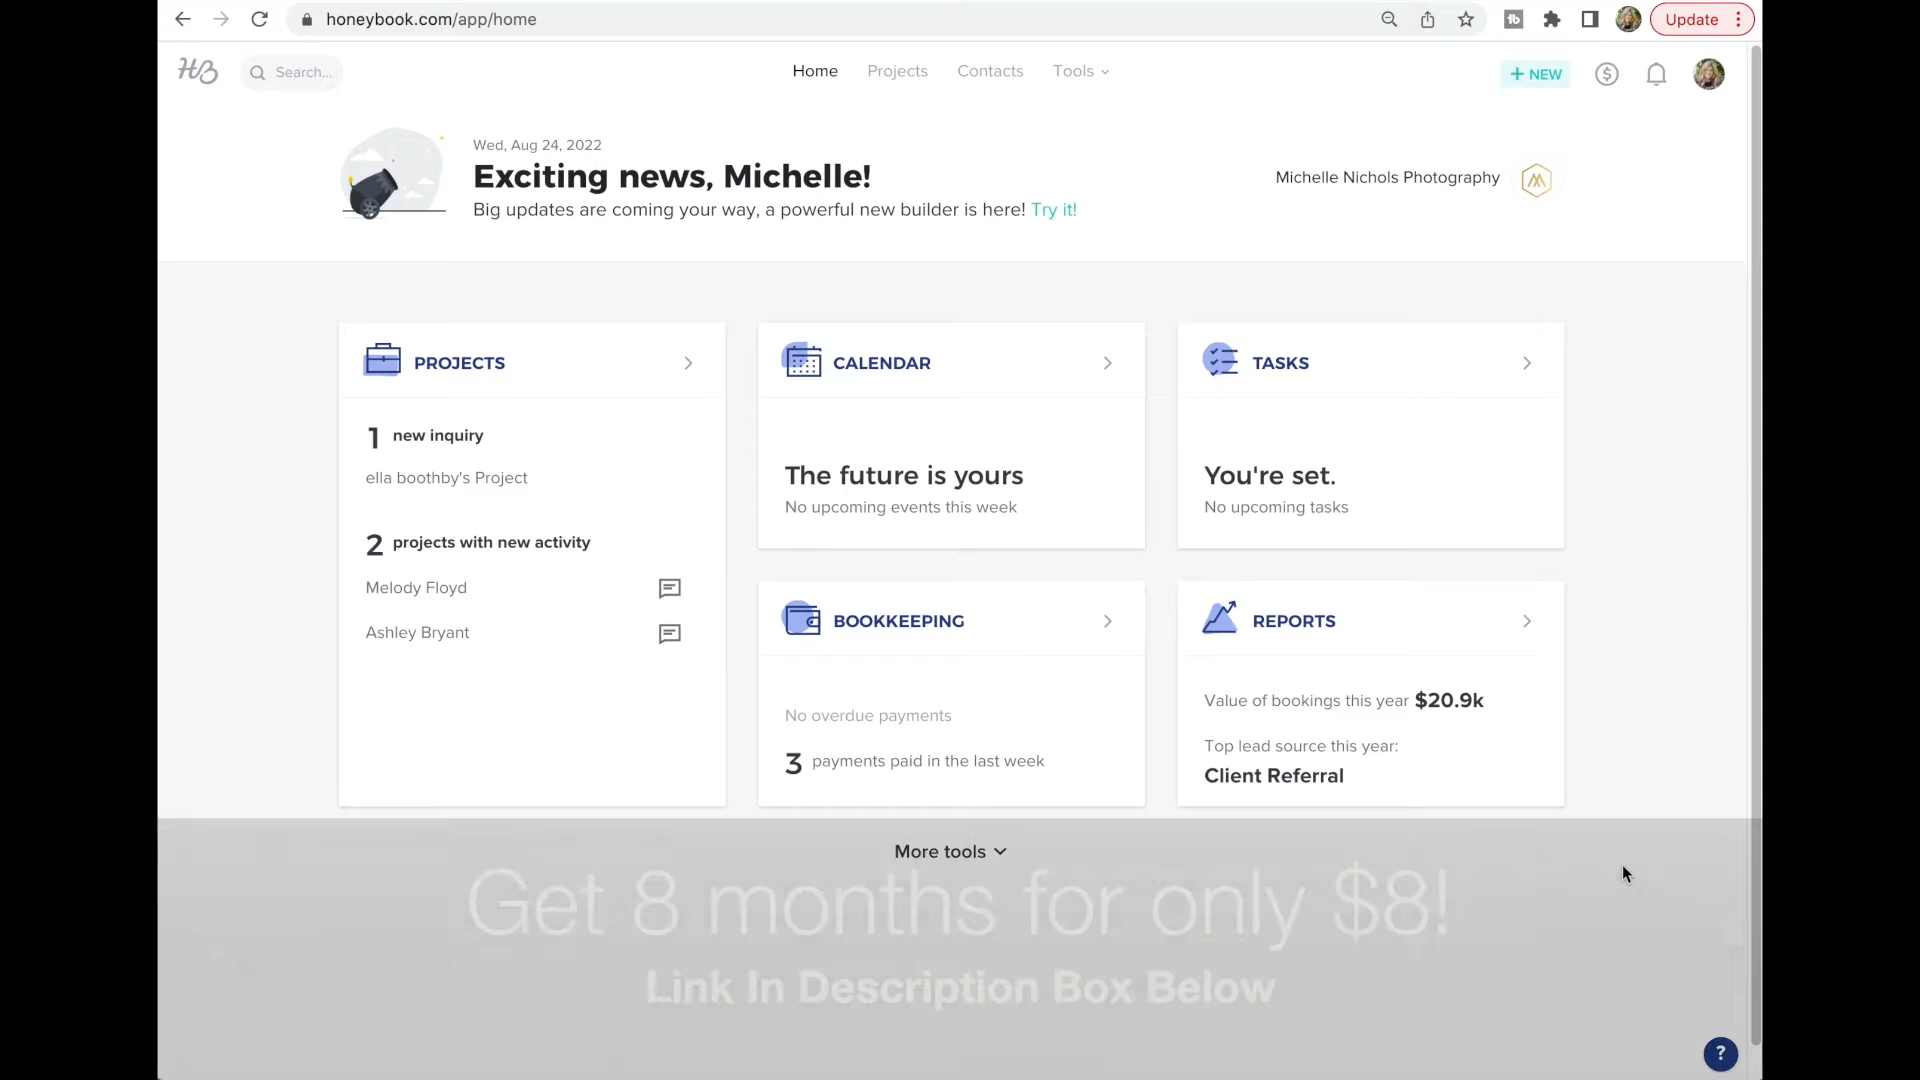 honeybook.com/app/home
Update
HB
Search...
Home
Projects
Contacts
Tools
+ NEW
Wed, Aug 24, 2022
Exciting news, Michelle!
Big updates are coming your way, a powerful new builder is here! Try it!
Michelle Nichols Photography
PROJECTS
1 new inquiry
ella boothby's Project
2 projects with new activity
Melody Floyd
Ashley Bryant
CALENDAR
The future is yours
No upcoming events this week
TASKS
You're set.
No upcoming tasks
BOOKKEEPING
No overdue payments
3 payments paid in the last week
REPORTS
Value of bookings this year $20.9k
Top lead source this year:
Client Referral
More tools
Get 8 months for only $8!
Link In Description Box Below
?